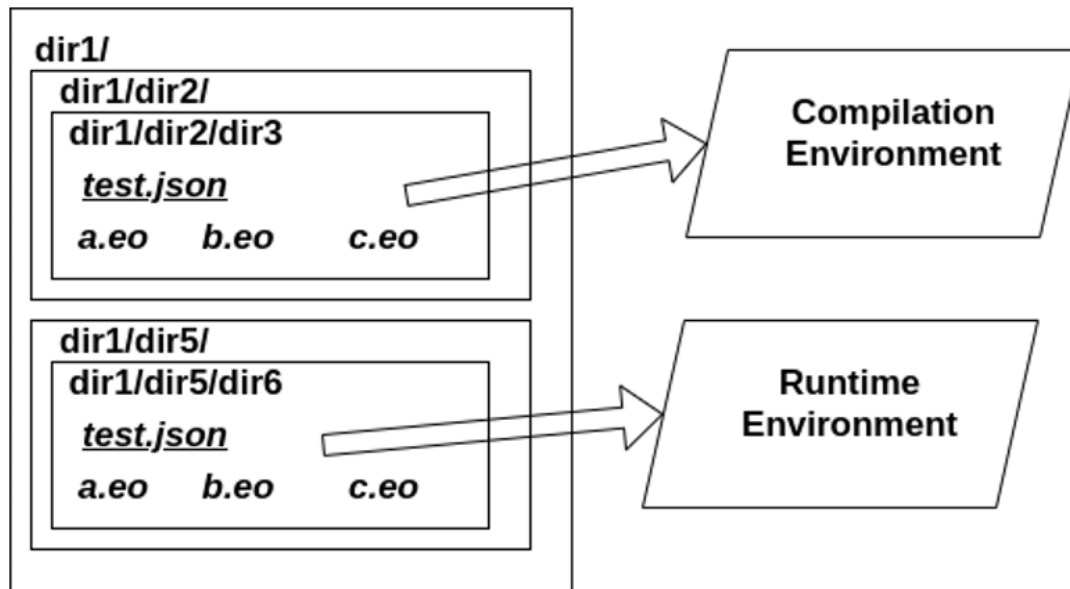 dir1/
dir1/dir2/
dir1/dir2/dir3
test.json
a.eo b.eo c.eo
Compilation
Environment
dir1/dir5/
dir1/dir5/dir6
test.json
a.eo b.eo c.eo
Runtime
Environment